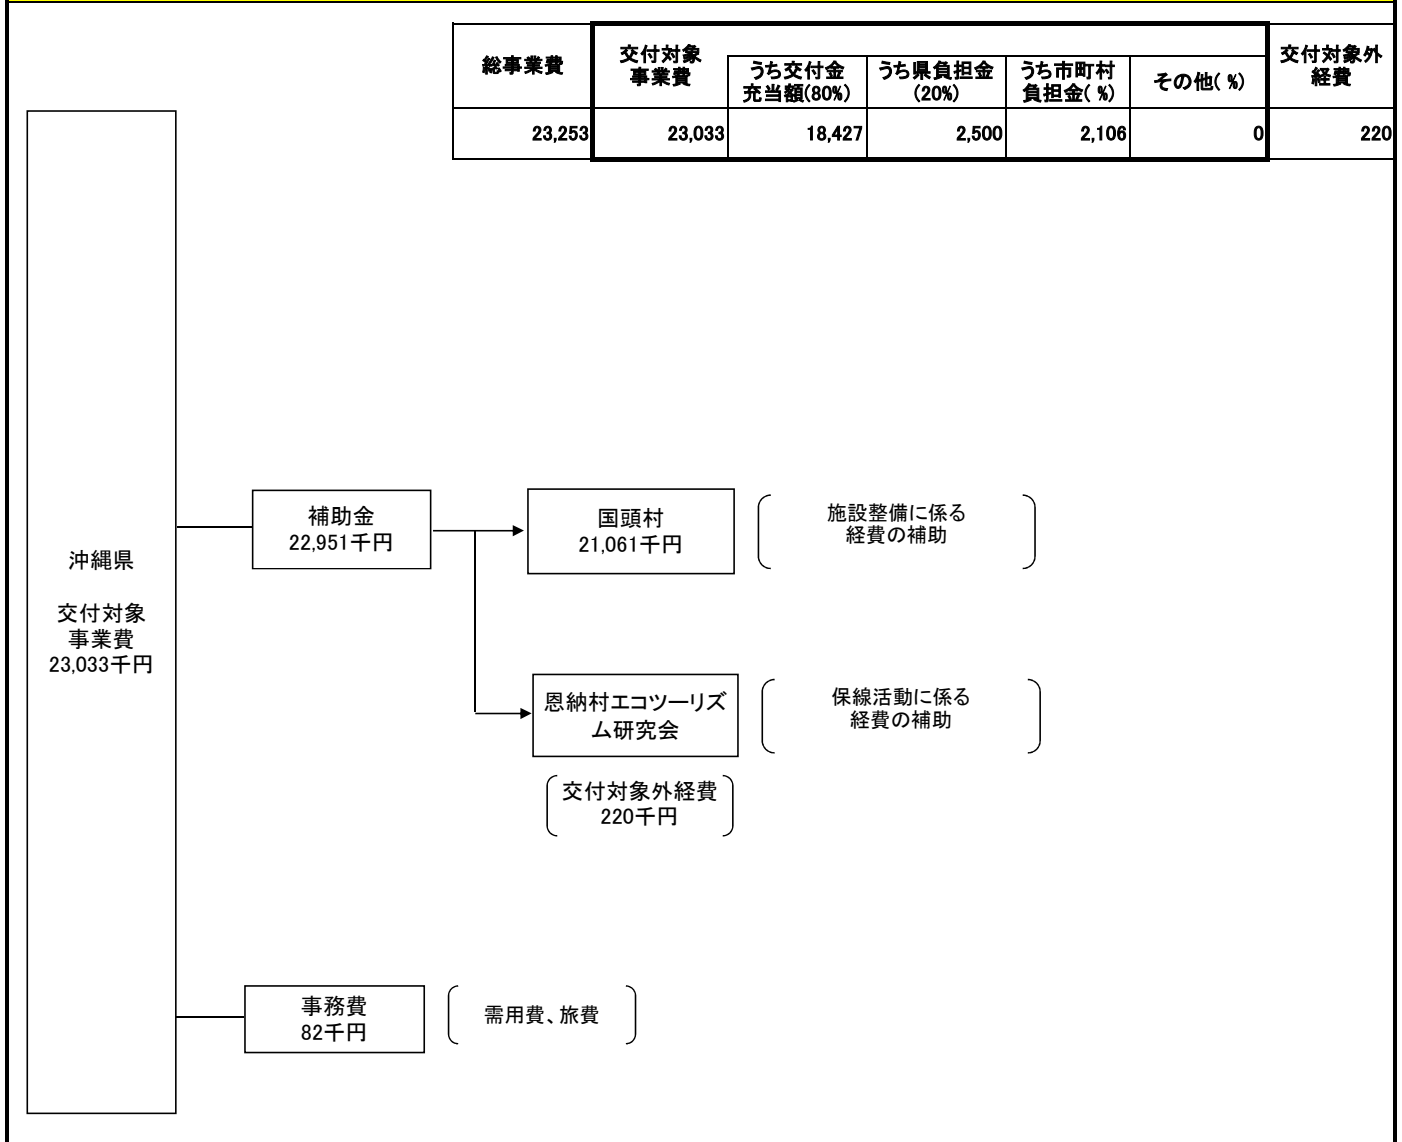 総事業費
交付対象
事業費
うち交付金
充当額(80%)
うち県負担金
(20%)
うち市町村
負担金( %)
その他( %)
交付対象外
経費
23,253
23,033
18,427
2,500
2,106
0
220
沖縄県
交付対象
事業費
23,033千円
補助金
22,951千円
国頭村
21,061千円
施設整備に係る
経費の補助
恩納村エコツーリズ
ム研究会
保線活動に係る
経費の補助
交付対象外経費
220千円
事務費
82千円
需用費、旅費